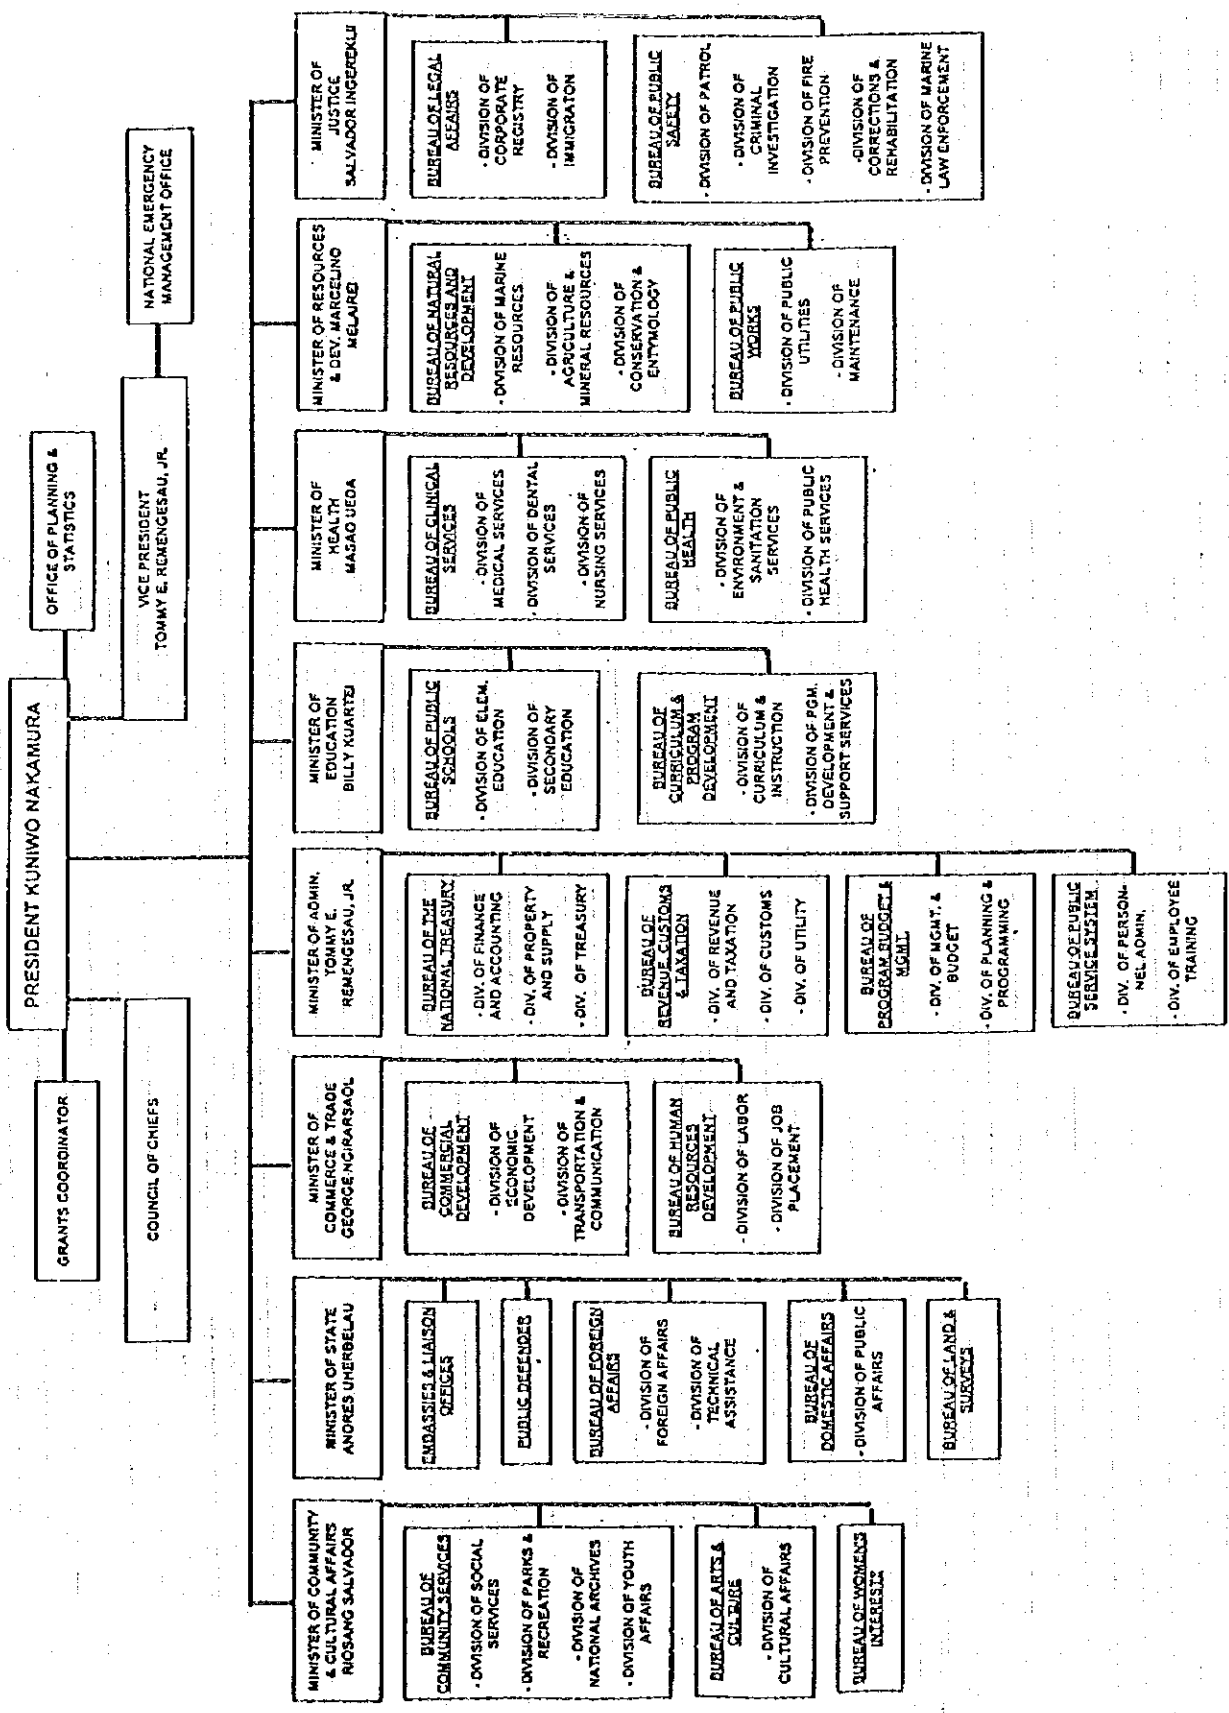 PRESIDENT KUNIWO NAKAMURA
GRANTS COORDINATOR
OFFICE OF PLANNING &
STATISTICS
COUNCIL OF CHIEFS
VICE PRESIDENT
TOMMY E. REMENGESAU, JR.
NATIONAL EMERGENCY
MANAGEMENT OFFICE
MINISTER OF COMMUNITY
& CULTURAL AFFAIRS
RIOSANG SALVADOR
BUREAU OF
COMMUNITY SERVICES
- DIVISION OF SOCIAL
SERVICES
- DIVISION OF PARKS &
RECREATION
- DIVISION OF
NATIONAL ARCHIVES
- DIVISION OF YOUTH
AFFAIRS
BUREAU OF ARTS &
CULTURE
- DIVISION OF
CULTURAL AFFAIRS
BUREAU OF WOMEN'S
INTERESTS
MINISTER OF STATE
ANDRES UHERBELAU
EMBASSIES & LIAISON
OFFICES
PUBLIC DEFENDER
BUREAU OF FOREIGN
AFFAIRS
- DIVISION OF
FOREIGN AFFAIRS
- DIVISION OF
TECHNICAL
ASSISTANCE
BUREAU OF
DOMESTIC AFFAIRS
- DIVISION OF PUBLIC
AFFAIRS
BUREAU OF LAND &
SURVEYS
MINISTER OF
COMMERCE & TRADE
GEORGE NGIRARSAOL
BUREAU OF
COMMERCIAL
DEVELOPMENT
- DIVISION OF
ECONOMIC
DEVELOPMENT
- DIVISION OF
TRANSPORTATION &
COMMUNICATION
BUREAU OF HUMAN
RESOURCES
DEVELOPMENT
- DIVISION OF LABOR
- DIVISION OF JOB
PLACEMENT
MINISTER OF ADMIN.
TOMMY E.
REMENGESAU, JR.
BUREAU OF THE
NATIONAL TREASURY
- DIV. OF FINANCE
AND ACCOUNTING
- DIV. OF PROPERTY
AND SUPPLY
- DIV. OF TREASURY
BUREAU OF
REVENUE, CUSTOMS
& TAXATION
- DIV. OF REVENUE
AND TAXATION
- DIV. OF CUSTOMS
- DIV. OF UTILITY
BUREAU OF
PROGRAM, BUDGET &
MGMT
- DIV. OF MGMT. &
BUDGET
- DIV. OF PLANNING &
PROGRAMMING
BUREAU OF PUBLIC
SERVICE SYSTEM
- DIV. OF PERSON-
NEL ADMIN.
- DIV. OF EMPLOYEE
TRAINING
MINISTER OF
EDUCATION
BILLY KUARTEI
BUREAU OF PUBLIC
SCHOOLS
- DIVISION OF ELEM.
EDUCATION
- DIVISION OF
SECONDARY
EDUCATION
BUREAU OF
CURRICULUM &
PROGRAM
DEVELOPMENT
- DIVISION OF
CURRICULUM &
INSTRUCTION
- DIVISION OF PGM.
DEVELOPMENT &
SUPPORT SERVICES
MINISTER OF
HEALTH
MASAO UEDA
BUREAU OF CLINICAL
SERVICES
- DIVISION OF
MEDICAL SERVICES
- DIVISION OF DENTAL
SERVICES
- DIVISION OF
NURSING SERVICES
BUREAU OF PUBLIC
HEALTH
- DIVISION OF
ENVIRONMENT &
SANITATION
SERVICES
- DIVISION OF PUBLIC
HEALTH SERVICES
MINISTER OF RESOURCES
& DEV. MARCELINO
MELAIREI
BUREAU OF NATURAL
RESOURCES AND
DEVELOPMENT
- DIVISION OF MARINE
RESOURCES
- DIVISION OF
AGRICULTURE &
MINERAL RESOURCES
- DIVISION OF
CONSERVATION &
ENTYMOLOGY
BUREAU OF PUBLIC
WORKS
- DIVISION OF PUBLIC
UTILITIES
- DIVISION OF
MAINTENANCE
MINISTER OF
JUSTICE
SALVADOR INGEREKLII
BUREAU OF LEGAL
AFFAIRS
- DIVISION OF
CORPORATE
REGISTRY
- DIVISION OF
IMMIGRATON
BUREAU OF PUBLIC
SAFETY
- DIVISION OF PATROL
- DIVISION OF
CRIMINAL
INVESTIGATION
- DIVISION OF FIRE
PREVENTION
- DIVISION OF
CORRECTIONS &
REHABILITATION
- DIVISION OF MARINE
LAW ENFORCEMENT